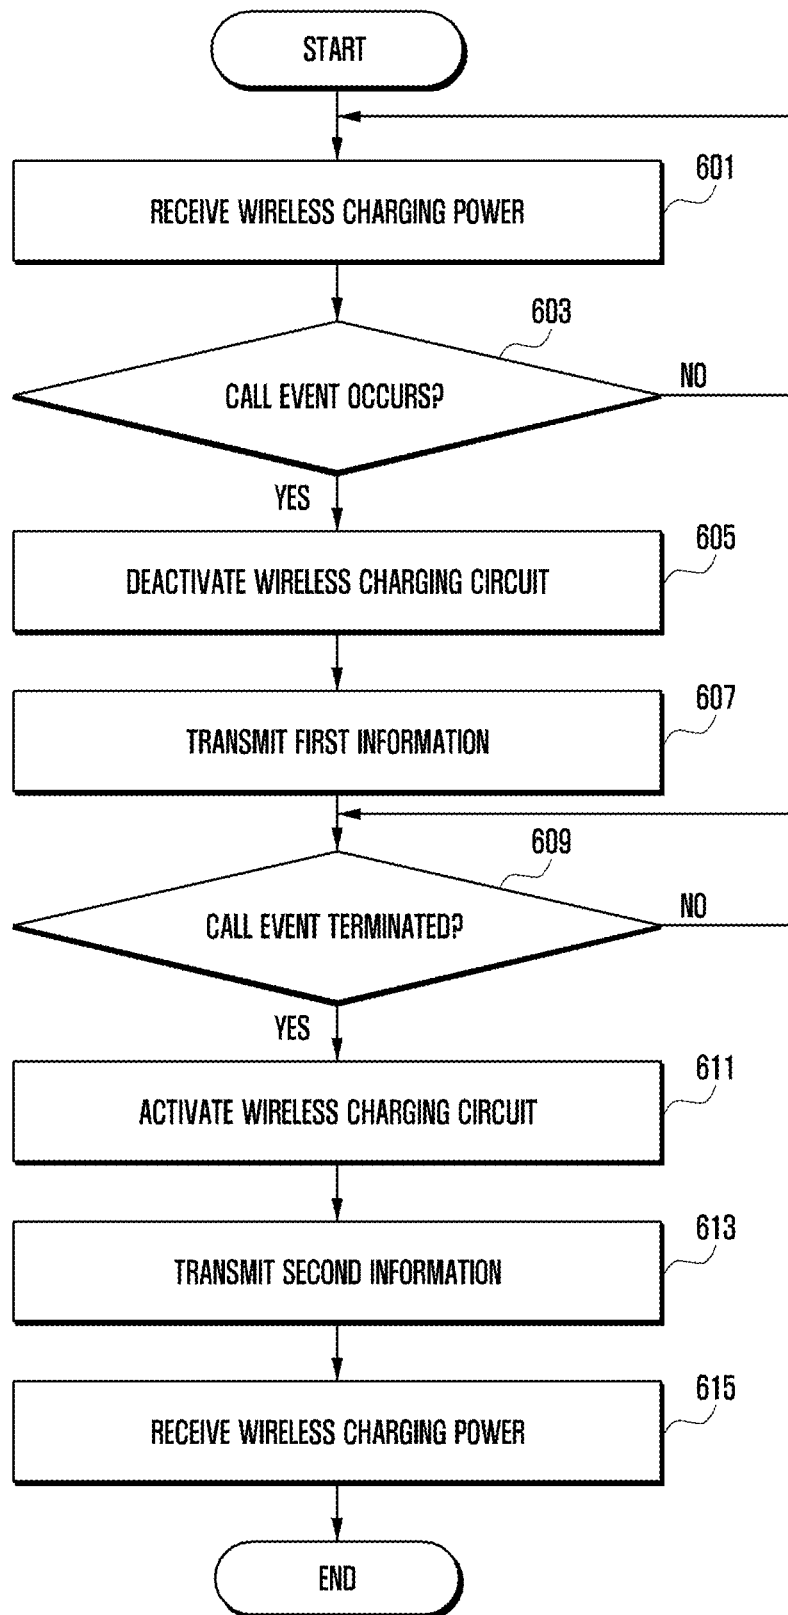 START
601
RECEIVE WIRELESS CHARGING POWER
603
CALL EVENT OCCURS?
NO
YES
605
DEACTIVATE WIRELESS CHARGING CIRCUIT
607
TRANSMIT FIRST INFORMATION
609
CALL EVENT TERMINATED?
NO
YES
611
ACTIVATE WIRELESS CHARGING CIRCUIT
613
TRANSMIT SECOND INFORMATION
615
RECEIVE WIRELESS CHARGING POWER
END